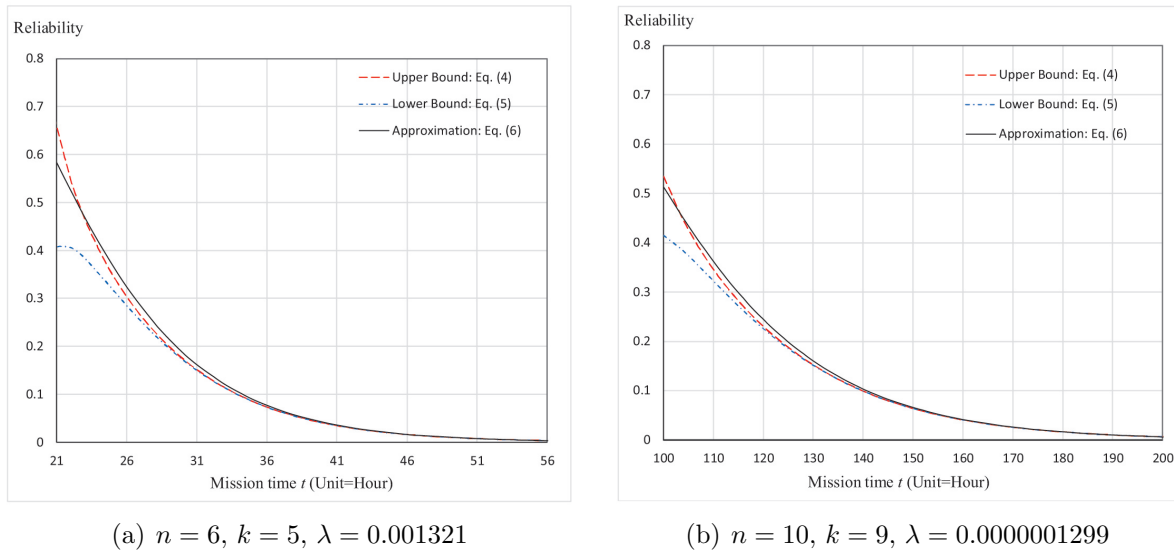 Reliability
0.8
0.7
0.6
0.5
0.4
0.3
0.2
0.1
0
Upper Bound: Eq. (4)
Lower Bound: Eq. (5)
Approximation: Eq. (6)
21 26 31 36 41 46 51 56
Mission time t (Unit=Hour)
(a) n = 6, k = 5, λ = 0.001321
Reliability
0.8
0.7
0.6
0.5
0.4
0.3
0.2
0.1
0
Upper Bound: Eq. (4)
Lower Bound: Eq. (5)
Approximation: Eq. (6)
100 110 120 130 140 150 160 170 180 190 200
Mission time t (Unit=Hour)
(b) n = 10, k = 9, λ = 0.0000001299